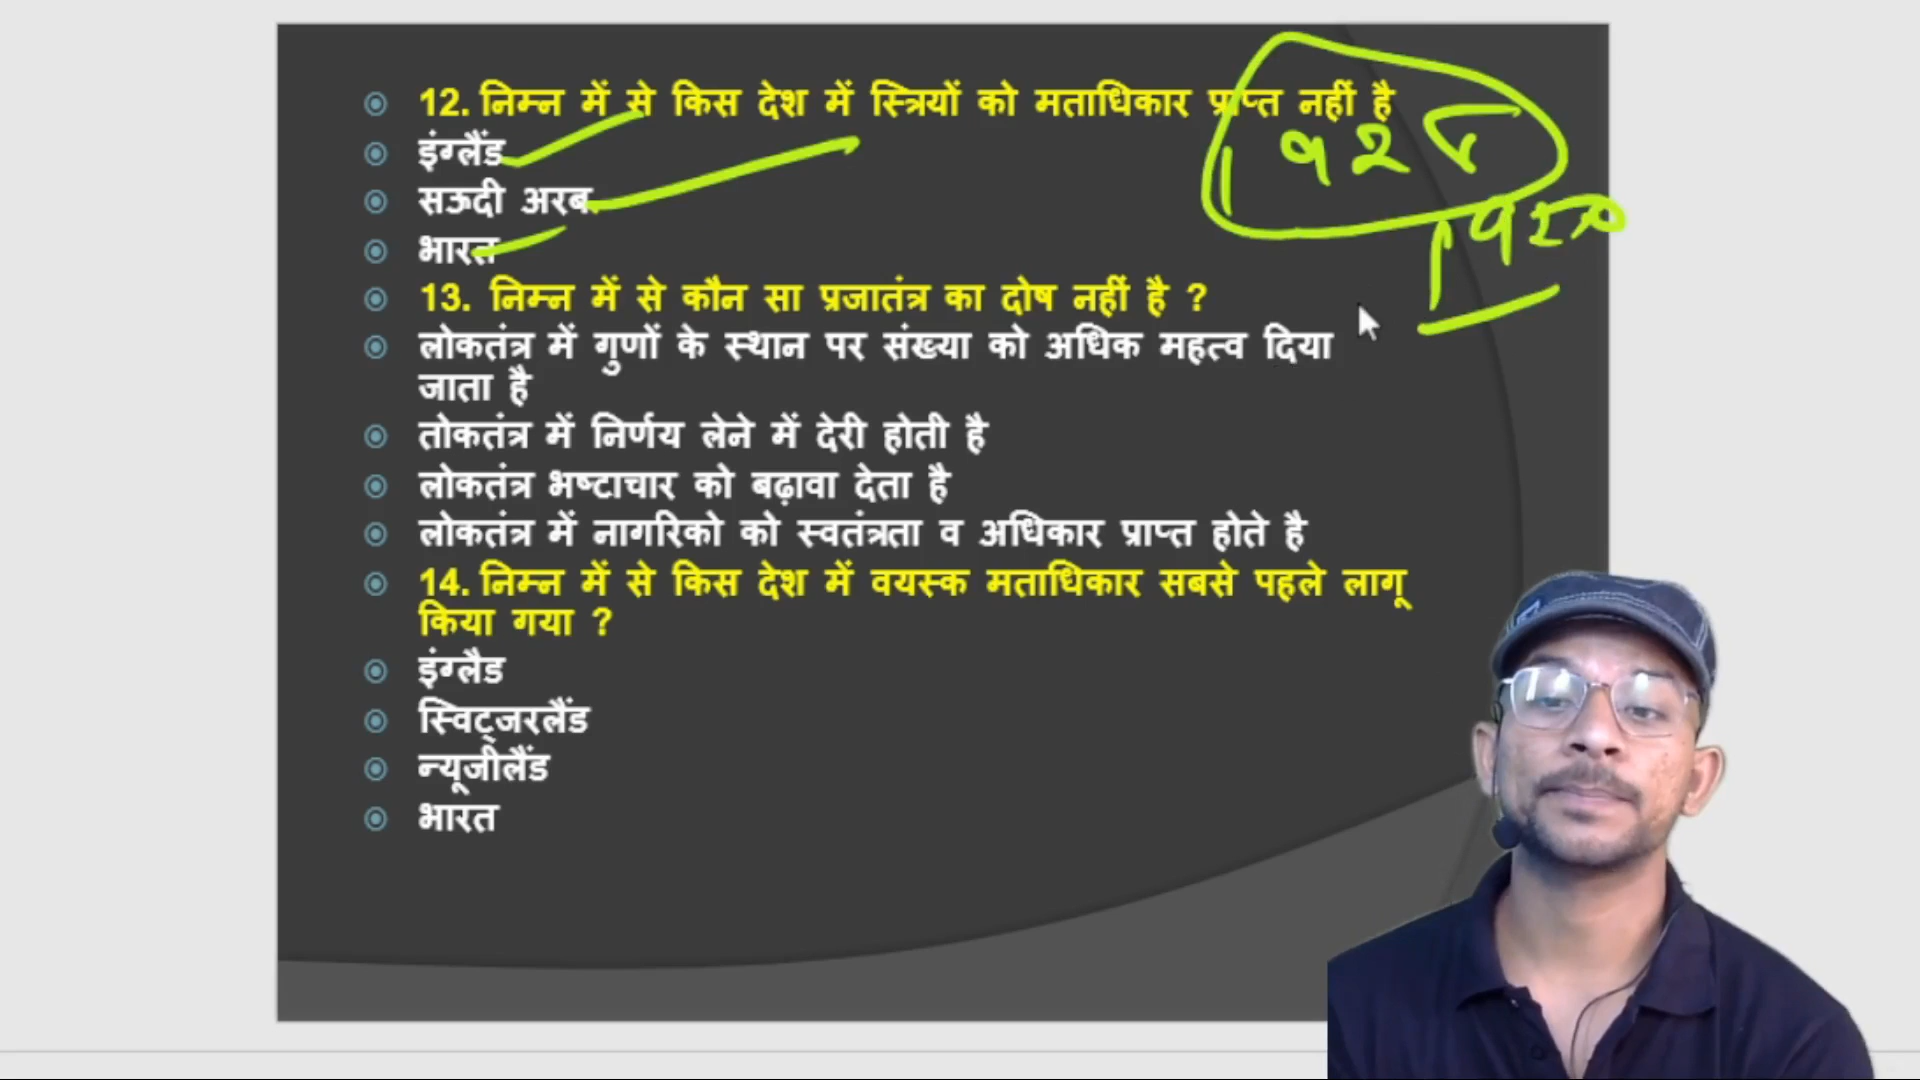 12. निम्न में से किस देश में स्त्रियों को मताधिकार प्राप्त नहीं है
इंग्लैंड
सऊदी अरब
भारत
13. निम्न में से कौन सा प्रजातंत्र का दोष नहीं है ?
लोकतंत्र में गुणों के स्थान पर संख्या को अधिक महत्व दिया
जाता है
तोकतंत्र में निर्णय लेने में देरी होती है
लोकतंत्र भष्टाचार को बढ़ावा देता है
लोकतंत्र में नागरिको को स्वतंत्रता व अधिकार प्राप्त होते है
14. निम्न में से किस देश में वयस्क मताधिकार सबसे पहले लागू
किया गया ?
इंग्लैड
स्विट्जरलैंड
न्यूजीलैंड
भारत